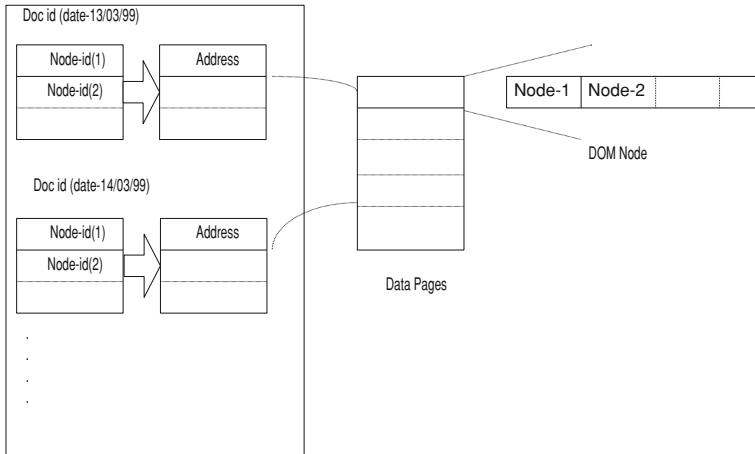 Doc id (date-13/03/99)
Node-id(1)
Node-id(2)
Address
Node-1
Node-2
DOM Node
Doc id (date-14/03/99)
Node-id(1)
Node-id(2)
Address
Data Pages